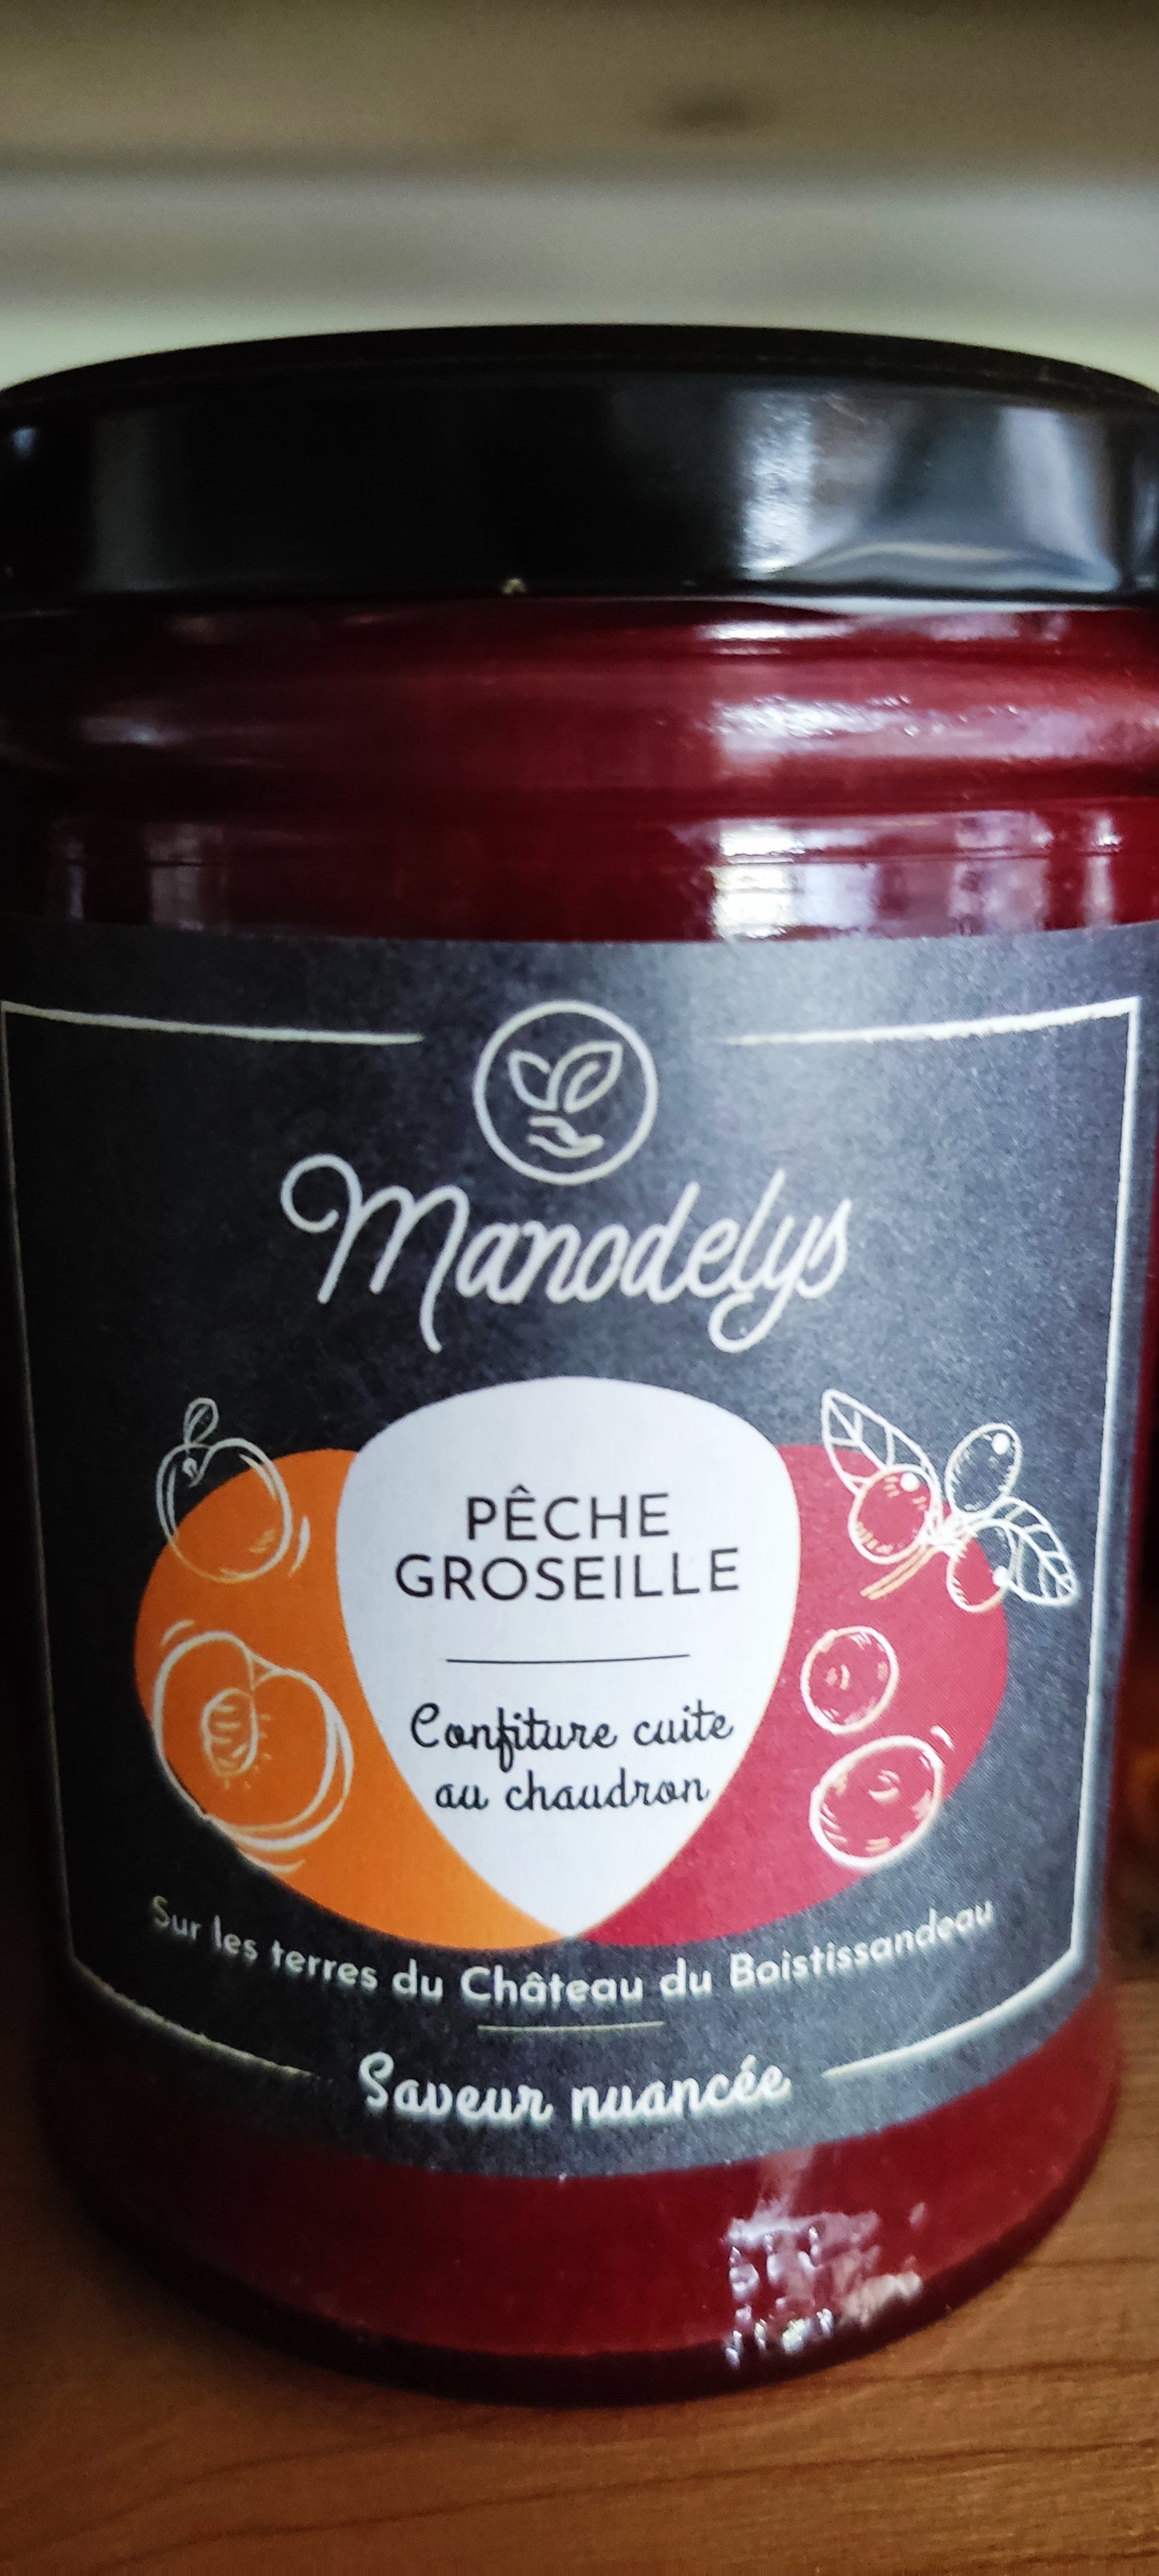 Manodelys
PÊCHE
GROSEILLE
Confiture cuite
au chaudron
Sur les terres du Château du Boistissandeau
Saveur nuancée